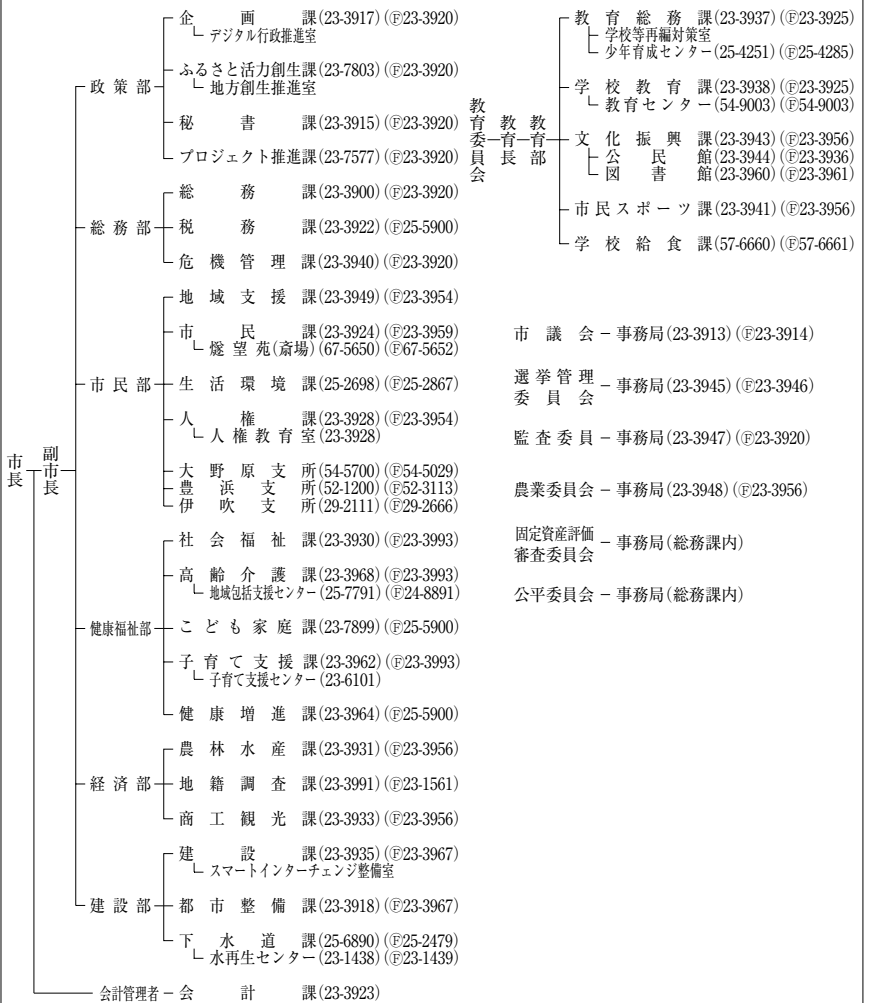 市長
副市長
政策部
企画課(23-3917)(Ⓕ23-3920)
デジタル行政推進室
ふるさと活力創生課(23-7803)(Ⓕ23-3920)
地方創生推進室
秘書課(23-3915)(Ⓕ23-3920)
プロジェクト推進課(23-7577)(Ⓕ23-3920)
総務部
総務課(23-3900)(Ⓕ23-3920)
税務課(23-3922)(Ⓕ25-5900)
危機管理課(23-3940)(Ⓕ23-3920)
市民部
地域支援課(23-3949)(Ⓕ23-3954)
市民課(23-3924)(Ⓕ23-3959)
燧望苑(斎場)(67-5650)(Ⓕ67-5652)
生活環境課(25-2698)(Ⓕ25-2867)
人権課(23-3928)(Ⓕ23-3954)
人権教育室(23-3928)
大野原支所(54-5700)(Ⓕ54-5029)
豊浜支所(52-1200)(Ⓕ52-3113)
伊吹支所(29-2111)(Ⓕ29-2666)
健康福祉部
社会福祉課(23-3930)(Ⓕ23-3993)
高齢介護課(23-3968)(Ⓕ23-3993)
地域包括支援センター(25-7791)(Ⓕ24-8891)
こども家庭課(23-7899)(Ⓕ25-5900)
子育て支援課(23-3962)(Ⓕ23-3993)
子育て支援センター(23-6101)
健康増進課(23-3964)(Ⓕ25-5900)
経済部
農林水産課(23-3931)(Ⓕ23-3956)
地籍調査課(23-3991)(Ⓕ23-1561)
商工観光課(23-3933)(Ⓕ23-3956)
建設部
建設課(23-3935)(Ⓕ23-3967)
スマートインターチェンジ整備室
都市整備課(23-3918)(Ⓕ23-3967)
下水道課(25-6890)(Ⓕ25-2479)
水再生センター(23-1438)(Ⓕ23-1439)
会計管理者－会計課(23-3923)
教育委員会
教育長
教育部
教育総務課(23-3937)(Ⓕ23-3925)
学校等再編対策室
少年育成センター(25-4251)(Ⓕ25-4285)
学校教育課(23-3938)(Ⓕ23-3925)
教育センター(54-9003)(Ⓕ54-9003)
文化振興課(23-3943)(Ⓕ23-3956)
公民館(23-3944)(Ⓕ23-3936)
図書館(23-3960)(Ⓕ23-3961)
市民スポーツ課(23-3941)(Ⓕ23-3956)
学校給食課(57-6660)(Ⓕ57-6661)
市議会－事務局(23-3913)(Ⓕ23-3914)
選挙管理
委員会－事務局(23-3945)(Ⓕ23-3946)
監査委員－事務局(23-3947)(Ⓕ23-3920)
農業委員会－事務局(23-3948)(Ⓕ23-3956)
固定資産評価
審査委員会－事務局(総務課内)
公平委員会－事務局(総務課内)